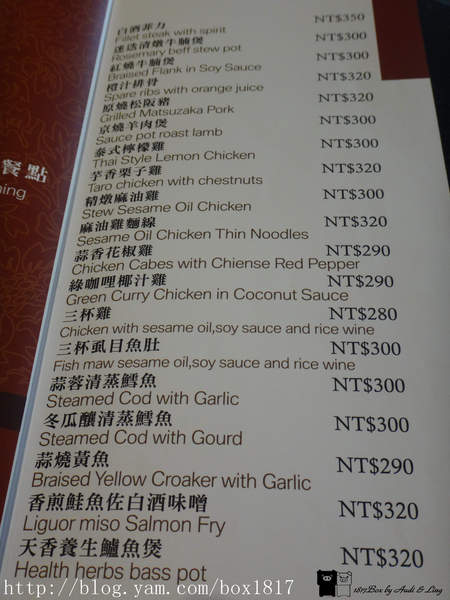 白酒菲力 NT$350
Fillet steak with spirit
迷迭清燉牛腩煲 NT$300
Rosemary beff stew pot
紅燒牛腩煲 NT$300
Braised Flank in Soy Sauce
橙汁排骨 NT$320
Spare ribs with orange juice
原燒松阪豬 NT$320
Grilled Matsuzaka Pork
京燒羊肉煲 NT$300
Sauce pot roast lamb
泰式檸檬雞 NT$300
Thai Style Lemon Chicken
芋香栗子雞 NT$320
Taro chicken with chestnuts
精燉麻油雞 NT$300
Stew Sesame Oil Chicken
麻油雞麵線 NT$320
Sesame Oil Chicken Thin Noodles
蒜香花椒雞 NT$290
Chicken Cabes with Chiense Red Pepper
綠咖哩椰汁雞 NT$290
Green Curry Chicken in Coconut Sauce
三杯雞 NT$280
Chicken with sesame oil,soy sauce and rice wine
三杯虱目魚肚 NT$300
Fish maw sesame oil,soy sauce and rice wine
蒜蓉清蒸鱈魚 NT$300
Steamed Cod with Garlic
冬瓜釀清蒸鱈魚 NT$300
Steamed Cod with Gourd
蒜燒黃魚 NT$290
Braised Yellow Croaker with Garlic
香煎鮭魚佐白酒味噌 NT$320
Liguor miso Salmon Fry
天香養生鱸魚煲 NT$320
Health herbs bass pot
餐點
ning
http://blog.yam.com/box1817
1817Box by Audi & Ling